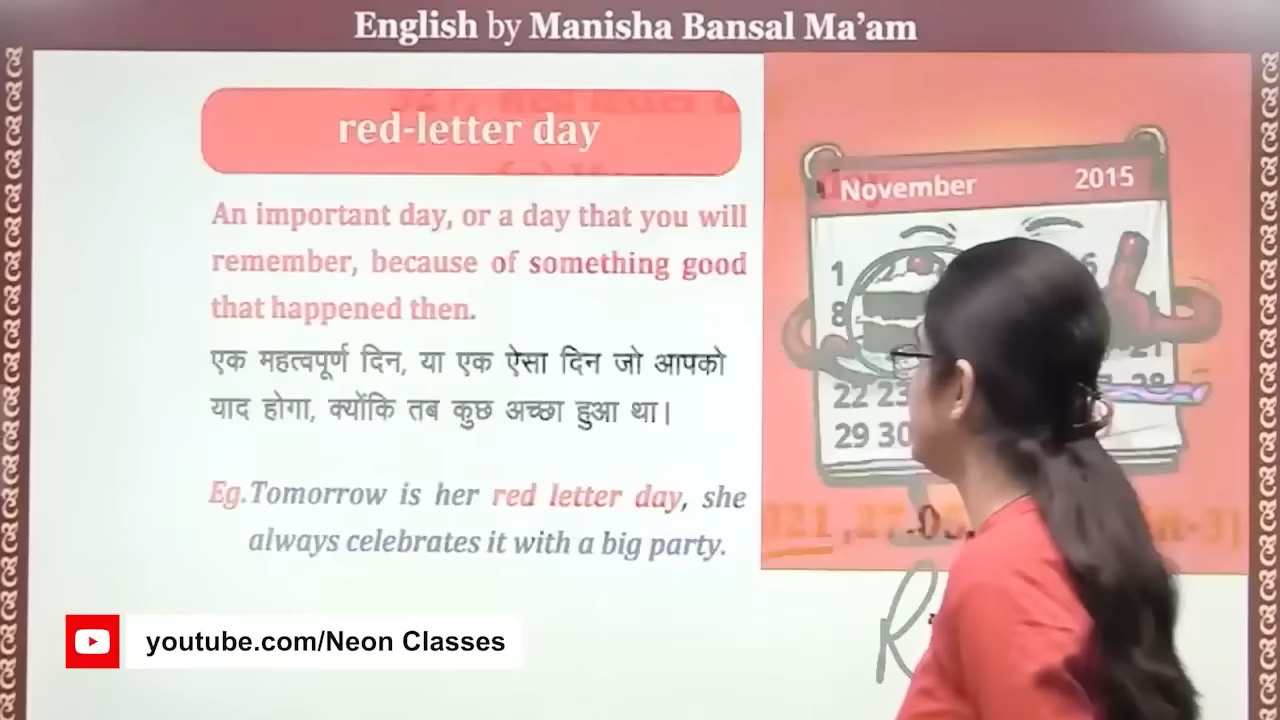 English by Manisha Bansal Ma’am
red-letter day
An important day, or a day that you will
remember, because of something good
that happened then.
एक महत्वपूर्ण दिन, या एक ऐसा दिन जो आपको
याद होगा, क्योंकि तब कुछ अच्छा हुआ था।
Eg.Tomorrow is her red letter day, she
always celebrates it with a big party.
November 2015
1
8
22 23
28
29 30
R
youtube.com/Neon Classes